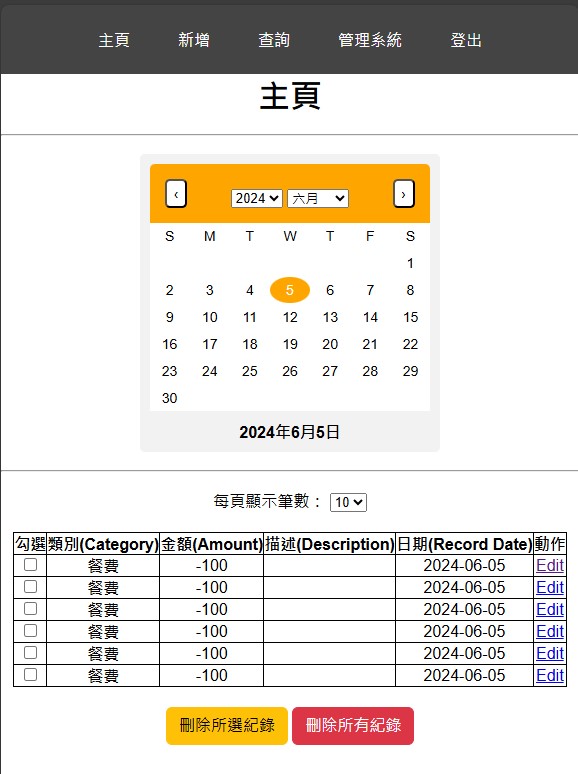 主頁 新增 查詢 管理系統 登出
主頁
‹ 2024 六月 ›
S M T W T F S
1
2 3 4 5 6 7 8
9 10 11 12 13 14 15
16 17 18 19 20 21 22
23 24 25 26 27 28 29
30
2024年6月5日
每頁顯示筆數： 10
勾選 類別(Category) 金額(Amount) 描述(Description) 日期(Record Date) 動作
餐費 -100 2024-06-05 Edit
餐費 -100 2024-06-05 Edit
餐費 -100 2024-06-05 Edit
餐費 -100 2024-06-05 Edit
餐費 -100 2024-06-05 Edit
餐費 -100 2024-06-05 Edit
刪除所選紀錄 刪除所有紀錄